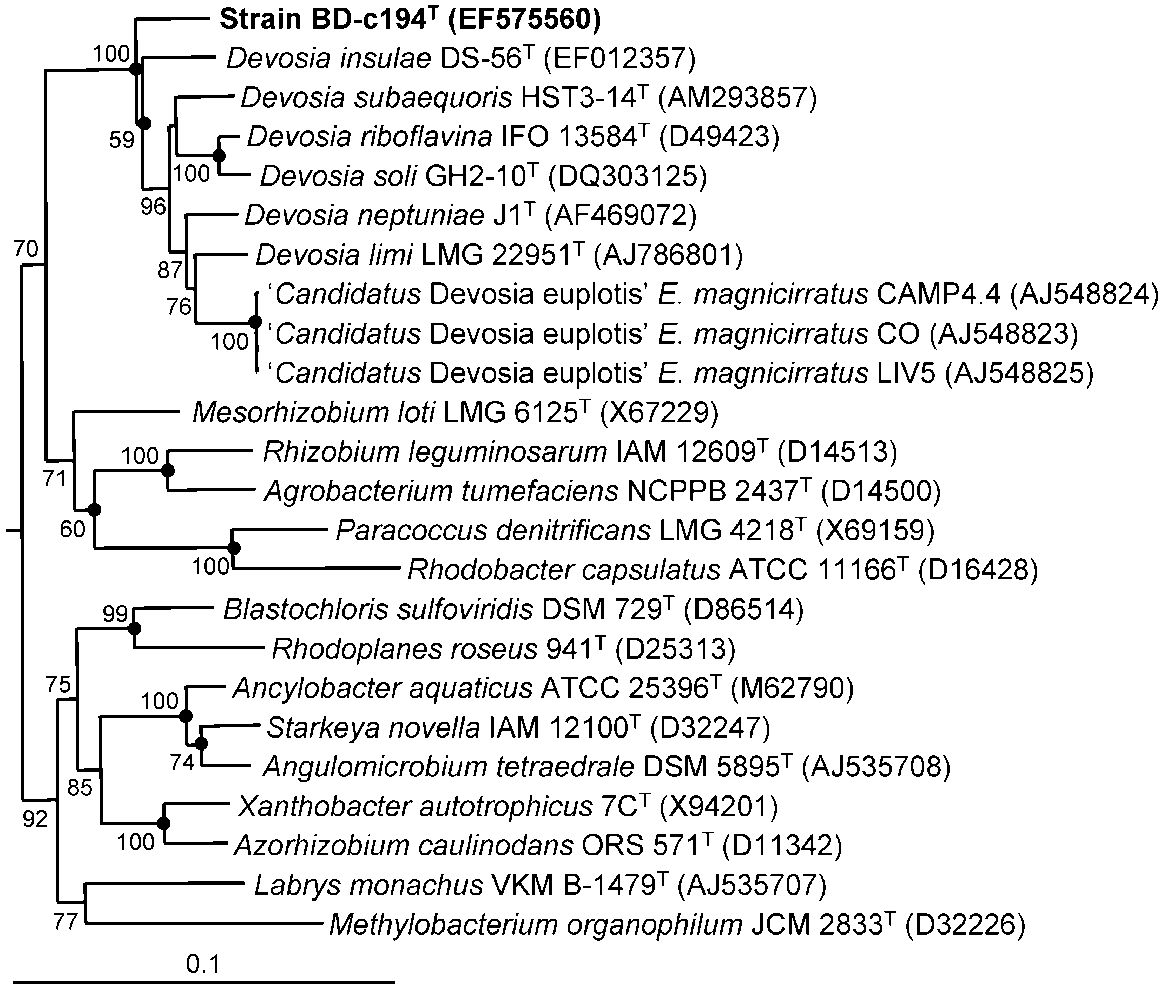 Strain BD-c194ᵀ (EF575560)
100
Devosia insulae DS-56ᵀ (EF012357)
Devosia subaequoris HST3-14ᵀ (AM293857)
59
Devosia riboflavina IFO 13584ᵀ (D49423)
100
Devosia soli GH2-10ᵀ (DQ303125)
96
Devosia neptuniae J1ᵀ (AF469072)
70
Devosia limi LMG 22951ᵀ (AJ786801)
87
‘Candidatus Devosia euplotis’ E. magnicirratus CAMP4.4 (AJ548824)
76
‘Candidatus Devosia euplotis’ E. magnicirratus CO (AJ548823)
100
‘Candidatus Devosia euplotis’ E. magnicirratus LIV5 (AJ548825)
Mesorhizobium loti LMG 6125ᵀ (X67229)
100
Rhizobium leguminosarum IAM 12609ᵀ (D14513)
71
Agrobacterium tumefaciens NCPPB 2437ᵀ (D14500)
60
Paracoccus denitrificans LMG 4218ᵀ (X69159)
100
Rhodobacter capsulatus ATCC 11166ᵀ (D16428)
99
Blastochloris sulfoviridis DSM 729ᵀ (D86514)
Rhodoplanes roseus 941ᵀ (D25313)
75
100
Ancylobacter aquaticus ATCC 25396ᵀ (M62790)
Starkeya novella IAM 12100ᵀ (D32247)
74
Angulomicrobium tetraedrale DSM 5895ᵀ (AJ535708)
85
Xanthobacter autotrophicus 7Cᵀ (X94201)
92
100
Azorhizobium caulinodans ORS 571ᵀ (D11342)
Labrys monachus VKM B-1479ᵀ (AJ535707)
77
Methylobacterium organophilum JCM 2833ᵀ (D32226)
0.1